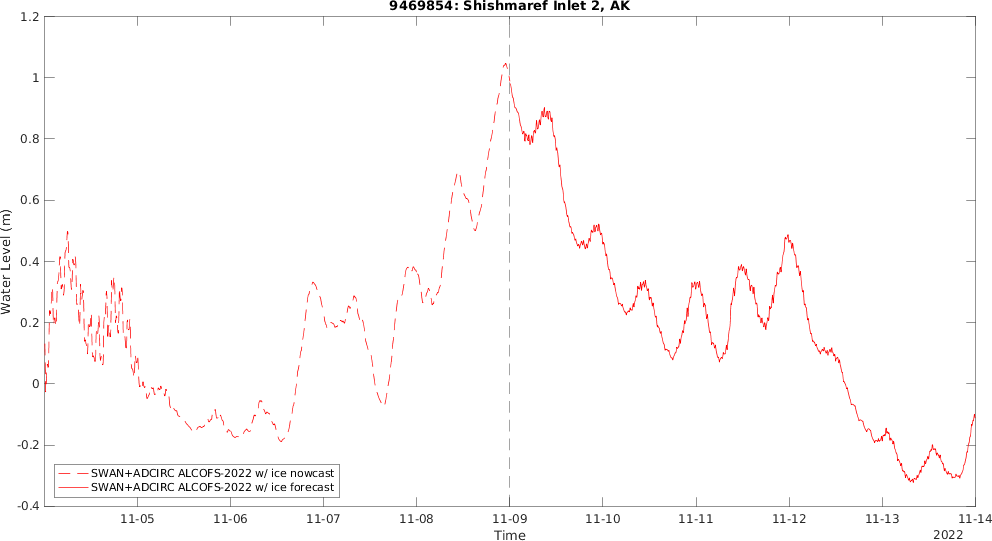 9469854: Shishmaref Inlet 2, AK
1.2
1
0.8
0.6
0.4
0.2
0
-0.2
-0.4
Water Level (m)
SWAN+ADCIRC ALCOFS-2022 w/ ice nowcast
SWAN+ADCIRC ALCOFS-2022 w/ ice forecast
11-05 11-06 11-07 11-08 11-09 11-10 11-11 11-12 11-13 11-14
Time
2022